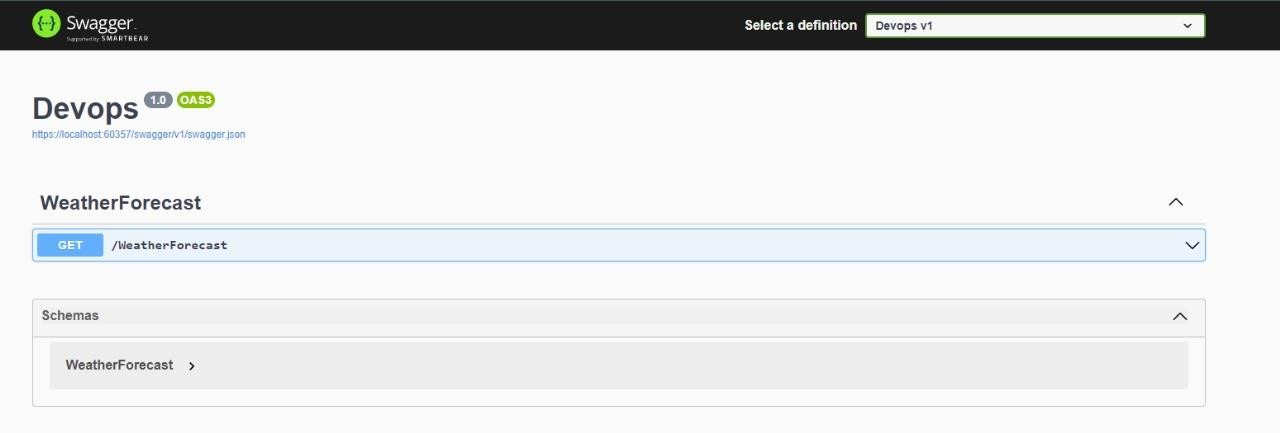 Swagger.
Supported by SMARTBEAR
Select a definition
Devops v1
Devops 1.0 OAS3
https://localhost:60357/swagger/v1/swagger.json
WeatherForecast
GET /WeatherForecast
Schemas
WeatherForecast